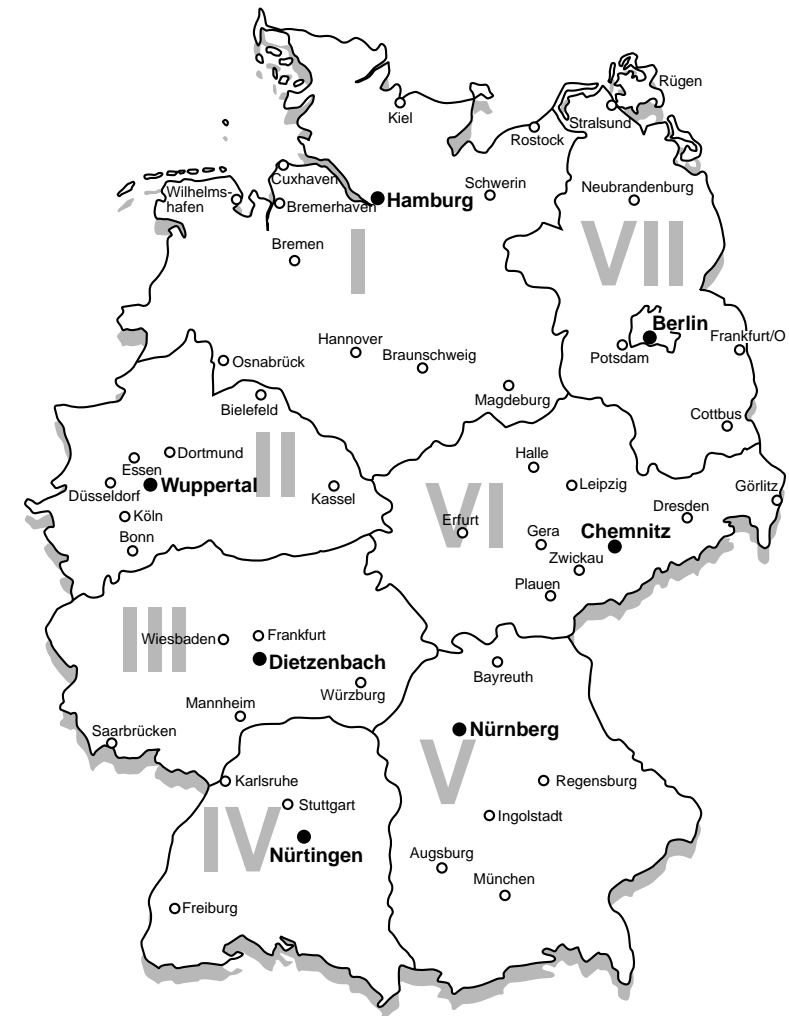 Rügen
Kiel
Stralsund
Rostock
Cuxhaven
Schwerin
Neubrandenburg
Wilhelms-
hafen
Bremerhaven
Hamburg
Bremen
I
VII
Berlin
Hannover
Frankfurt/O
Braunschweig
Potsdam
Osnabrück
Magdeburg
Bielefeld
Cottbus
Dortmund
II
Halle
Essen
Wuppertal
Leipzig
Görlitz
Düsseldorf
Kassel
VI
Dresden
Köln
Erfurt
Gera
Chemnitz
Bonn
Zwickau
Plauen
III
Wiesbaden
Frankfurt
Dietzenbach
Bayreuth
Würzburg
Mannheim
Saarbrücken
Nürnberg
V
Karlsruhe
Regensburg
Stuttgart
Ingolstadt
IV
Nürtingen
Augsburg
München
Freiburg